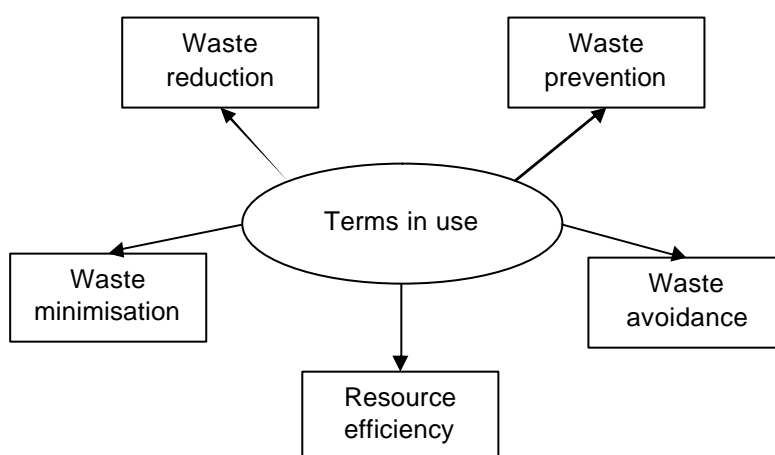 Waste
reduction
Waste
prevention
Terms in use
Waste
minimisation
Waste
avoidance
Resource
efficiency